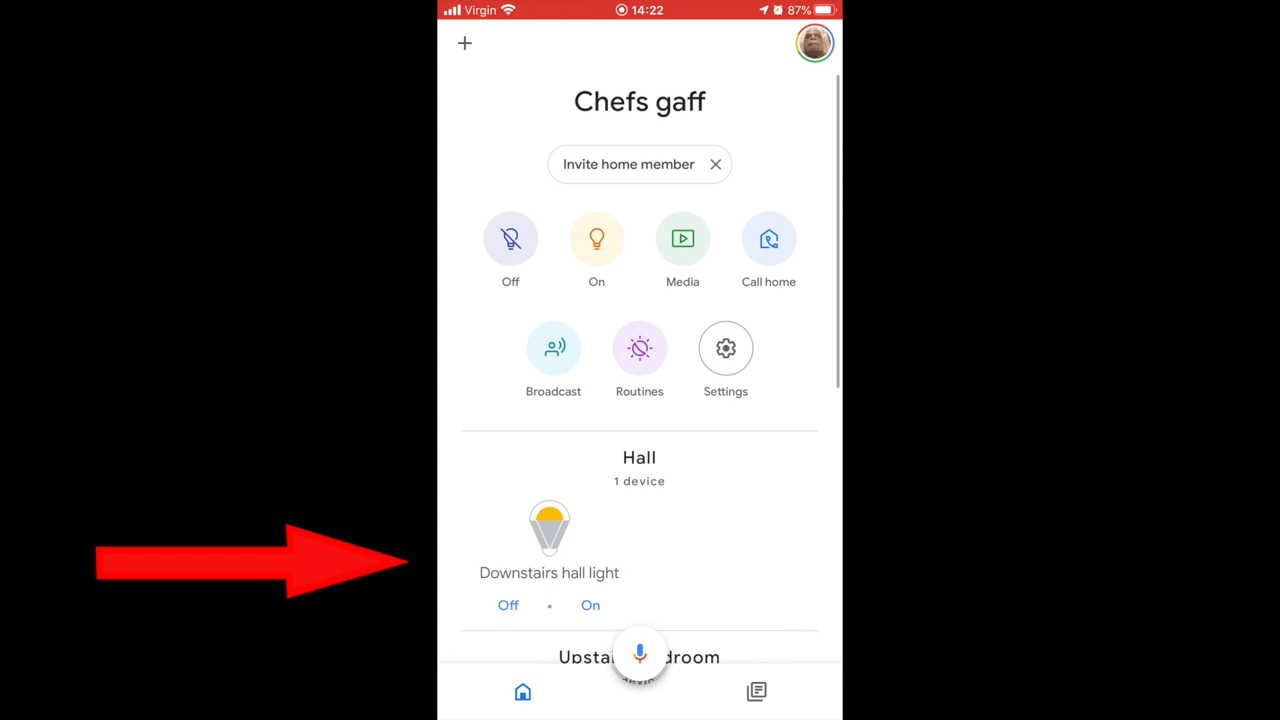 Virgin 14:22 87%
Chefs gaff
Invite home member
Off On Media Call home
Broadcast Routines Settings
Hall
1 device
Downstairs hall light
Off • On